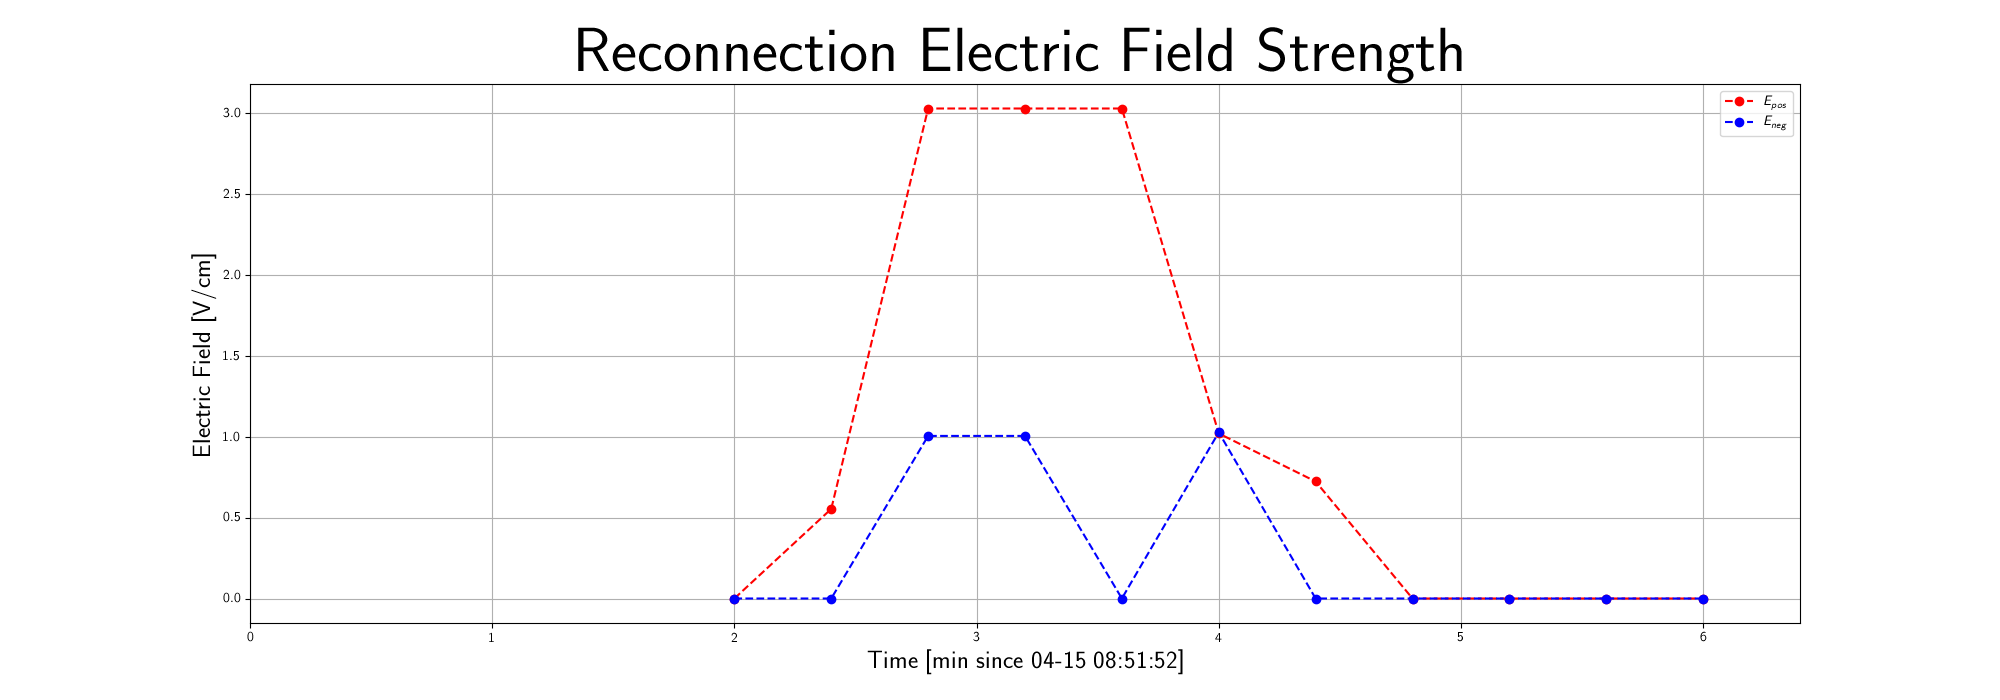 Reconnection Electric Field Strength
E_pos
E_neg
3.0
2.5
2.0
1.5
1.0
0.5
0.0
Electric Field [V/cm]
0 1 2 3 4 5 6
Time [min since 04-15 08:51:52]